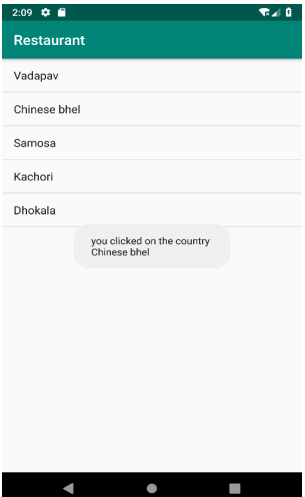 2:09
Restaurant
Vadapav
Chinese bhel
Samosa
Kachori
Dhokala
you clicked on the country
Chinese bhel